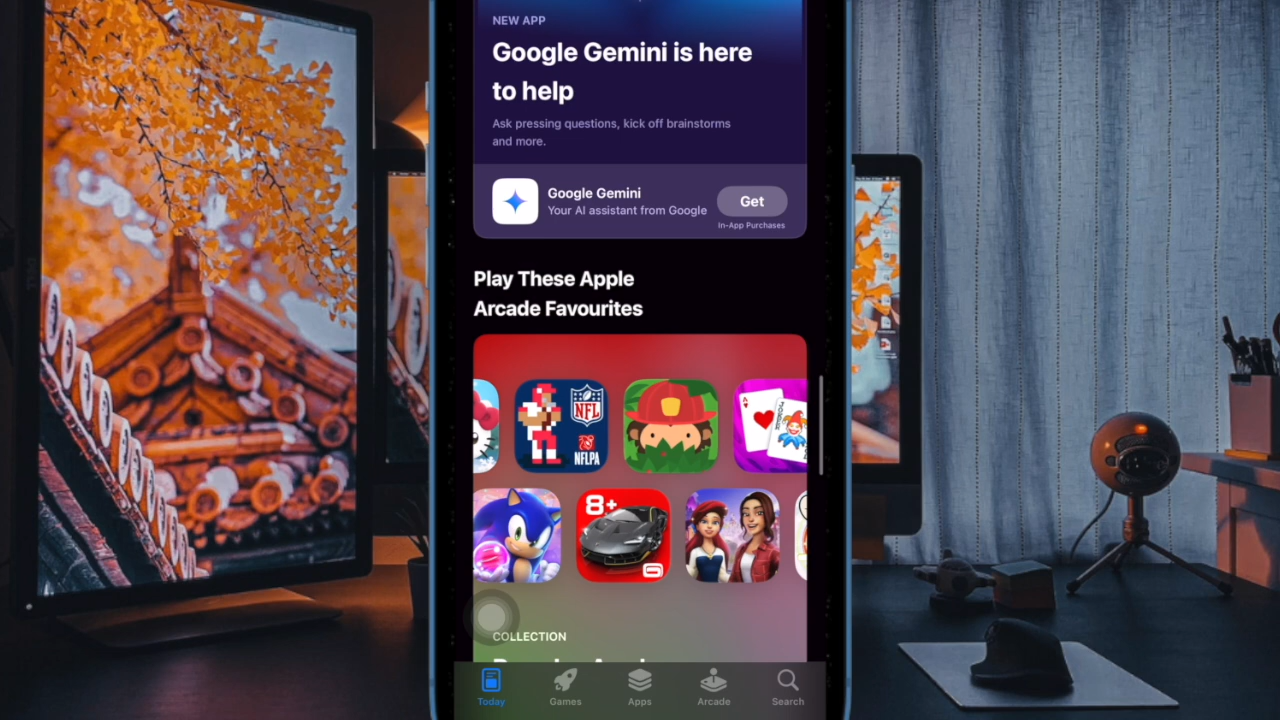 NEW APP
Google Gemini is here
to help
Ask pressing questions, kick off brainstorms
and more.
Google Gemini
Your AI assistant from Google
Get
In-App Purchases
Play These Apple
Arcade Favourites
NFL
NFLPA
A
8+
COLLECTION
Today
Games
Apps
Arcade
Search